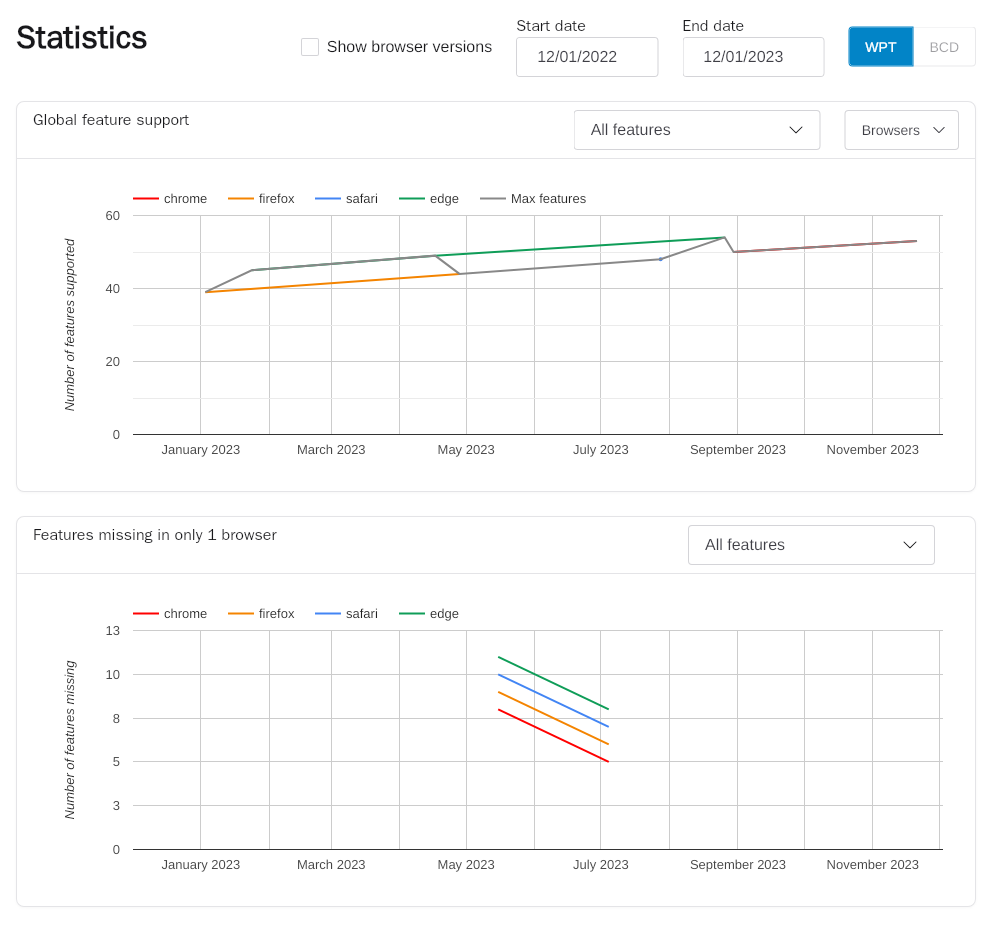 Statistics
Show browser versions
Start date
12/01/2022
End date
12/01/2023
WPT
BCD
Global feature support
All features
Browsers
chrome firefox safari edge Max features
60
40
20
0
Number of features supported
January 2023 March 2023 May 2023 July 2023 September 2023 November 2023
Features missing in only 1 browser
All features
chrome firefox safari edge
13
10
8
5
3
0
Number of features missing
January 2023 March 2023 May 2023 July 2023 September 2023 November 2023